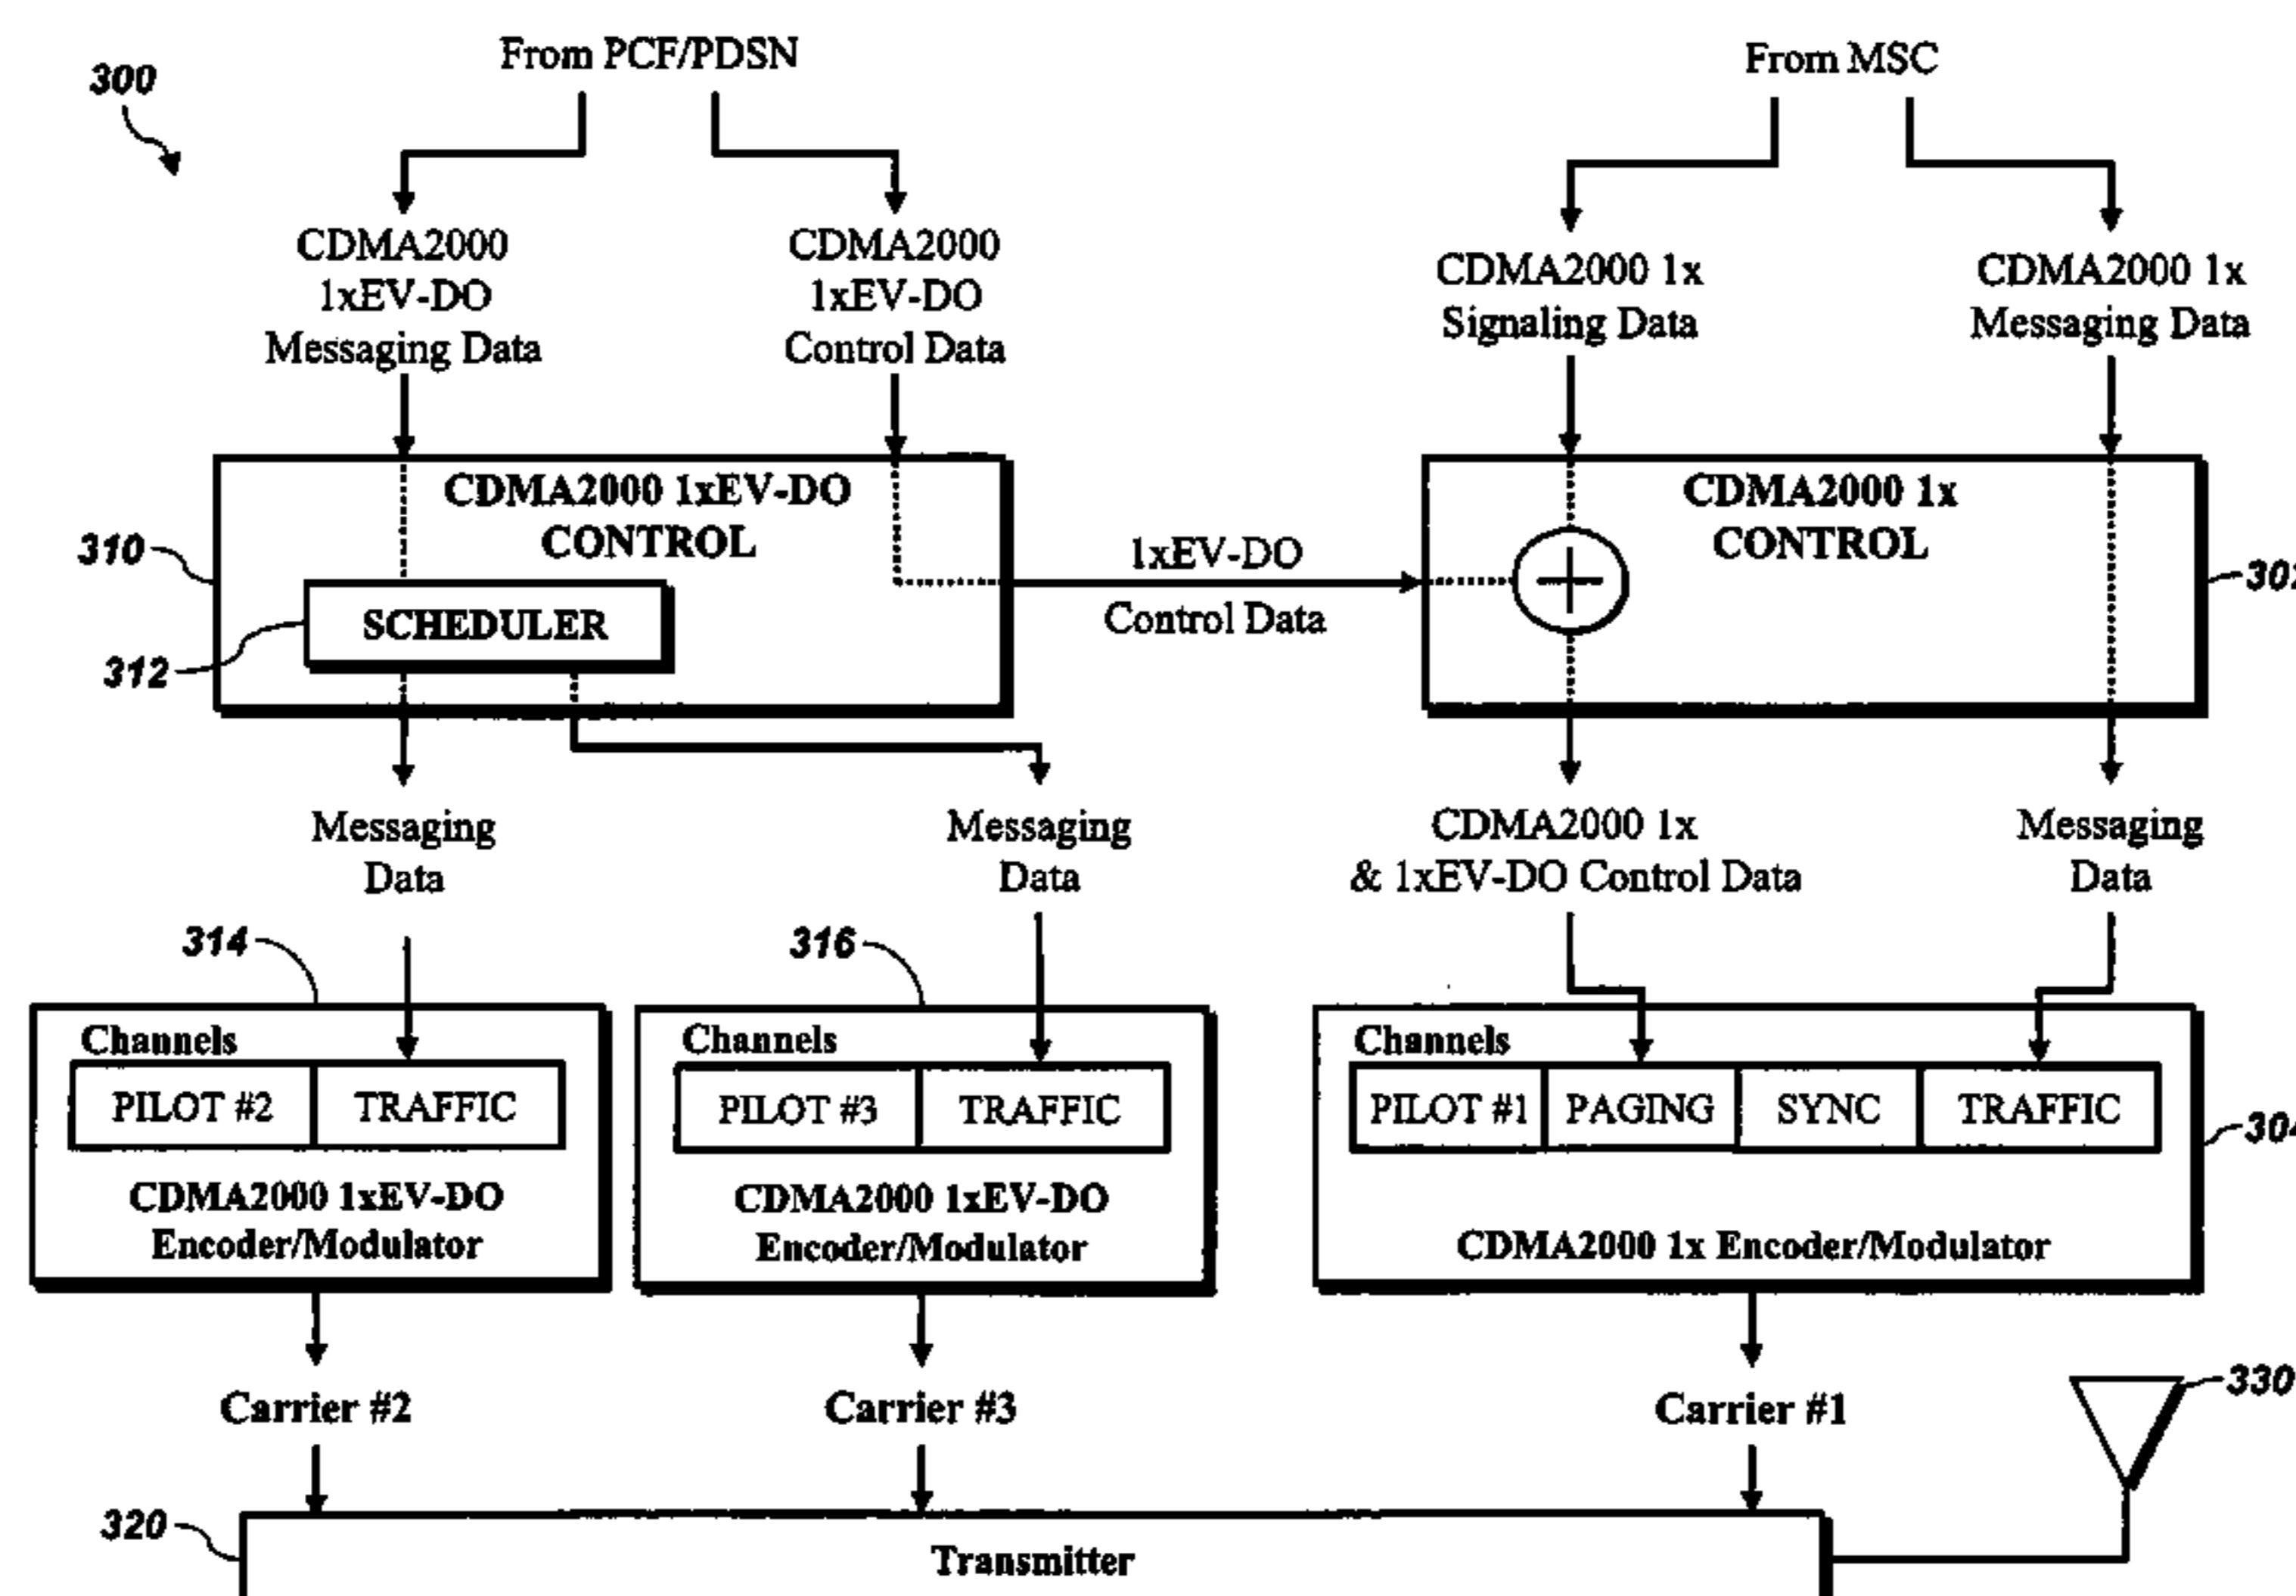 300
From PCF/PDSN
From MSC
CDMA2000
1xEV-DO
Messaging Data
CDMA2000
1xEV-DO
Control Data
CDMA2000 1x
Signaling Data
CDMA2000 1x
Messaging Data
310
CDMA2000 1xEV-DO
CONTROL
312
SCHEDULER
1xEV-DO
Control Data
CDMA2000 1x
CONTROL
Messaging
Data
Messaging
Data
CDMA2000 1x
& 1xEV-DO Control Data
Messaging
Data
314
Channels
PILOT #2 TRAFFIC
CDMA2000 1xEV-DO
Encoder/Modulator
316
Channels
PILOT #3 TRAFFIC
CDMA2000 1xEV-DO
Encoder/Modulator
Channels
PILOT #1 PAGING SYNC TRAFFIC
304
CDMA2000 1x Encoder/Modulator
Carrier #2
Carrier #3
Carrier #1
330
320
Transmitter